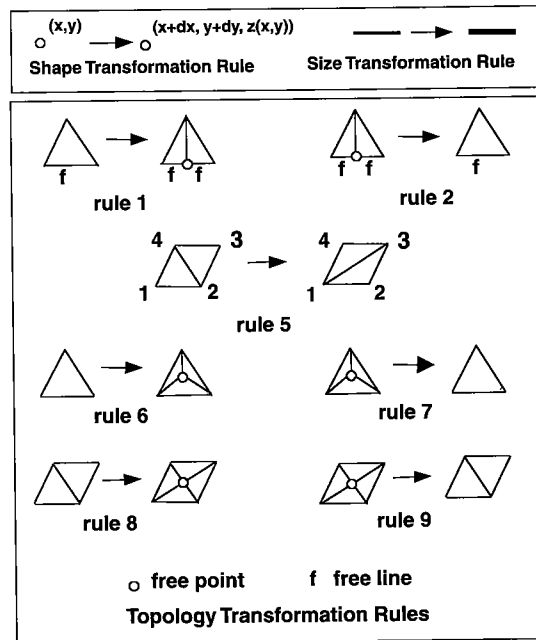 (x,y) (x+dx, y+dy, z(x,y))
Shape Transformation Rule Size Transformation Rule
f f f f f f
rule 1 rule 2
4 3 4 3
1 2 1 2
rule 5
rule 6 rule 7
rule 8 rule 9
free point f free line
Topology Transformation Rules